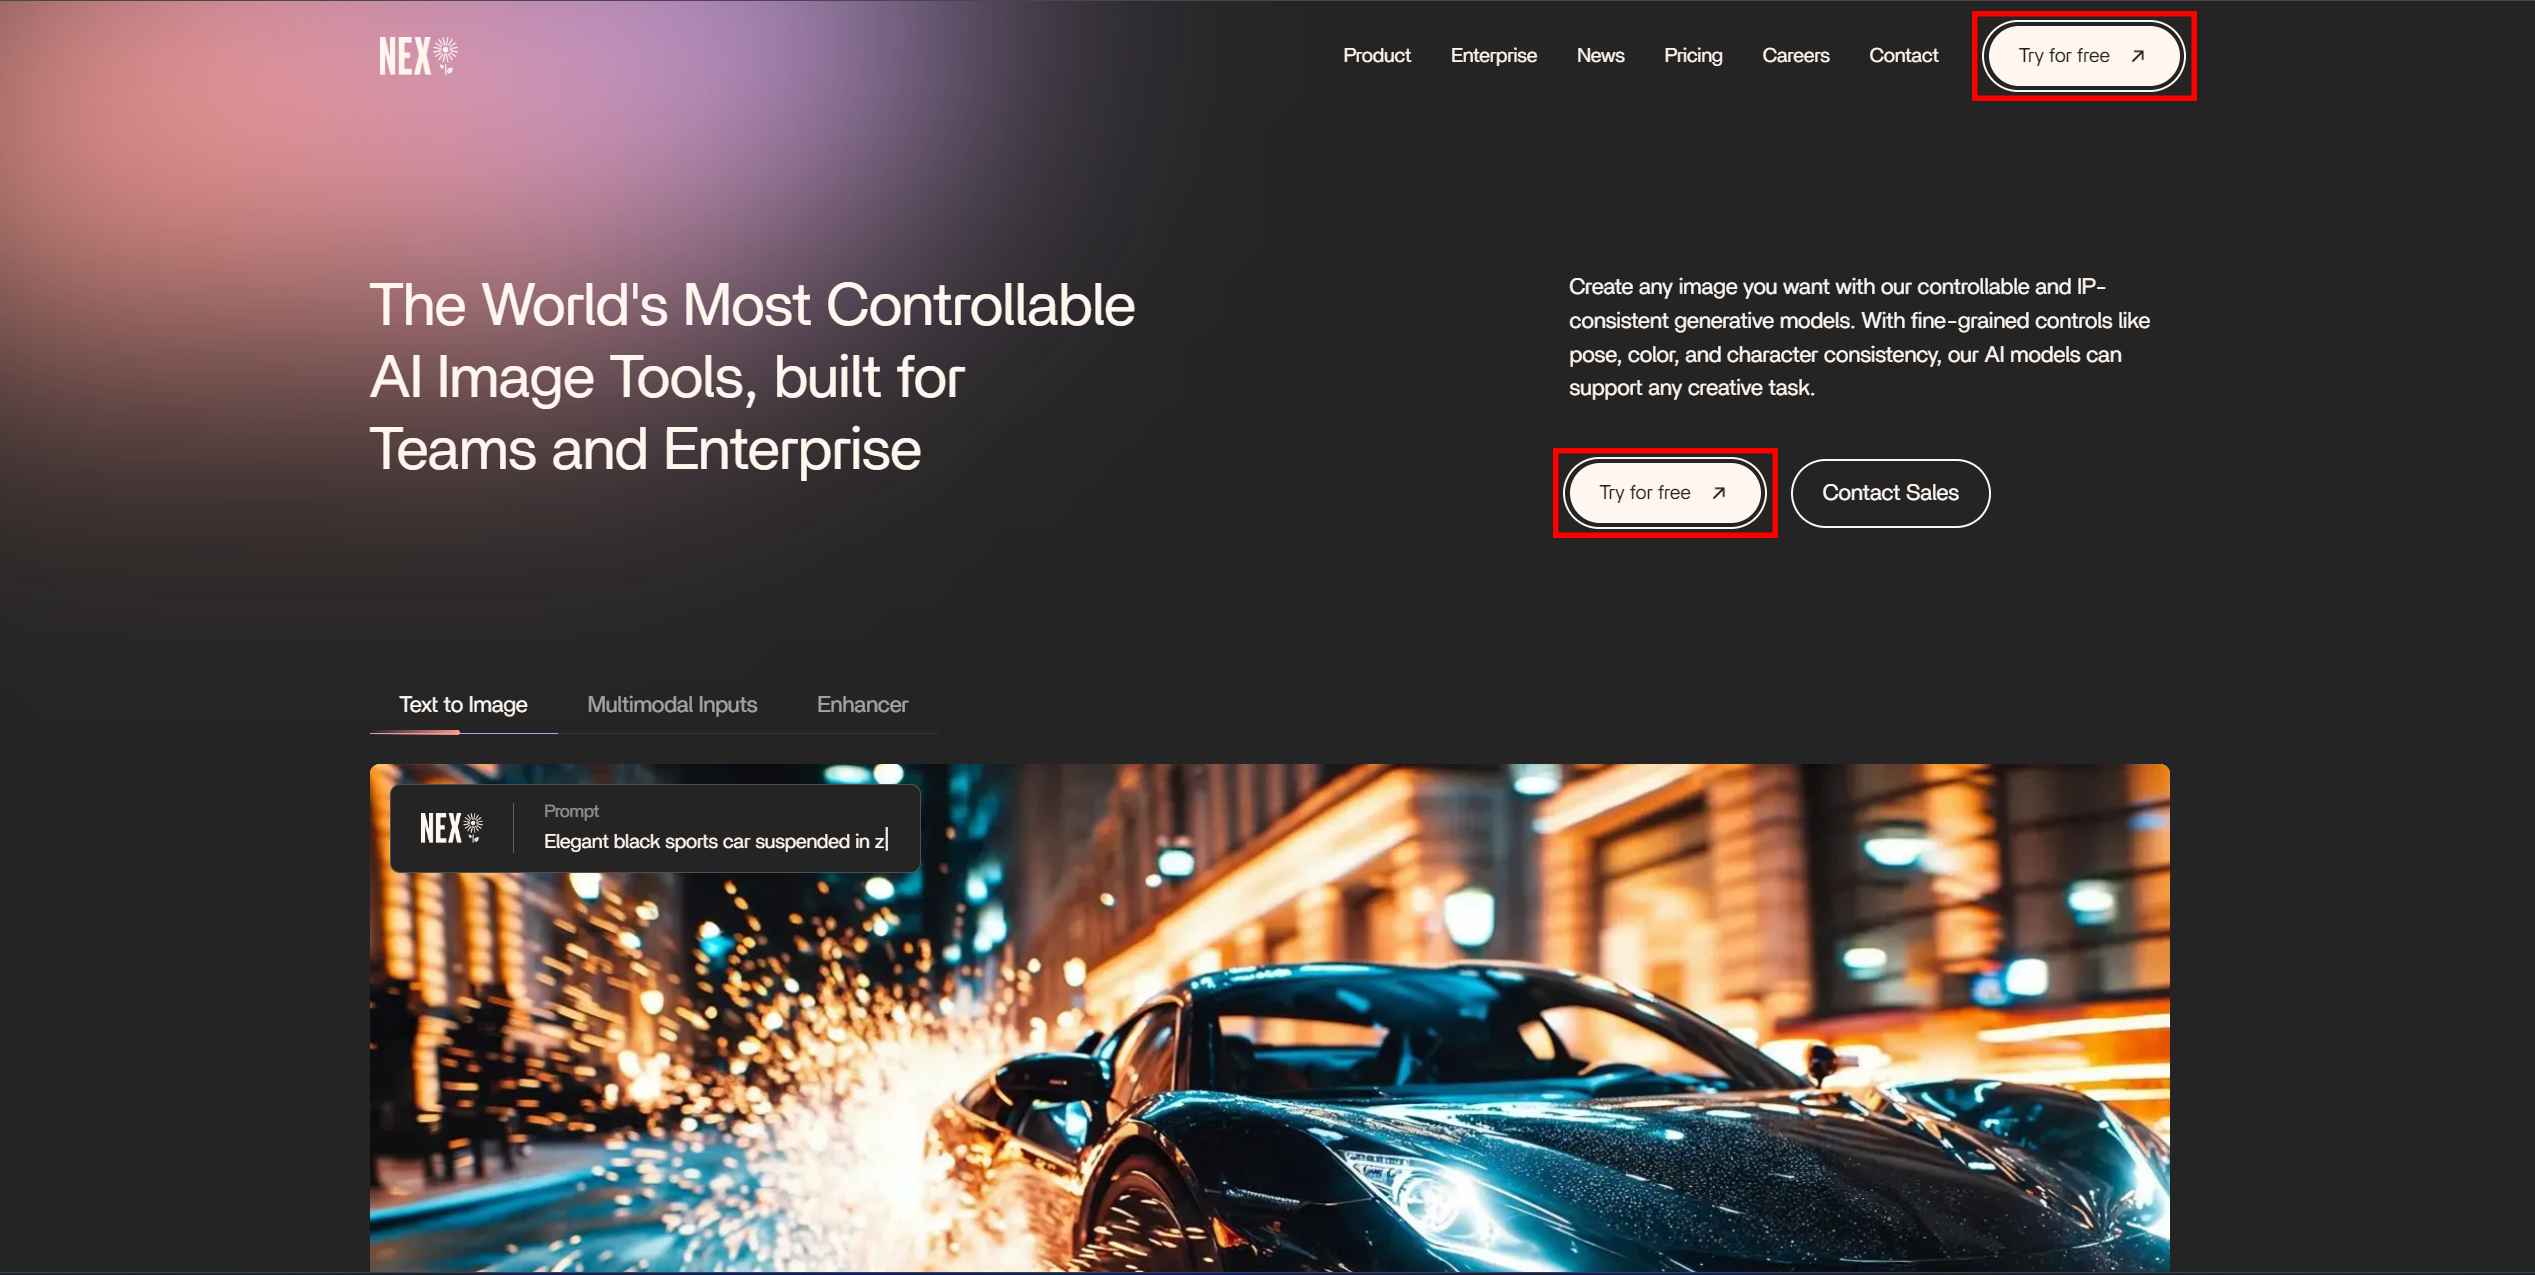 NEX
Product
Enterprise
News
Pricing
Careers
Contact
Try for free
The World's Most Controllable
AI Image Tools, built for
Teams and Enterprise
Create any image you want with our controllable and IP-
consistent generative models. With fine-grained controls like
pose, color, and character consistency, our AI models can
support any creative task.
Try for free
Contact Sales
Text to Image
Multimodal Inputs
Enhancer
NEX
Prompt
Elegant black sports car suspended in z